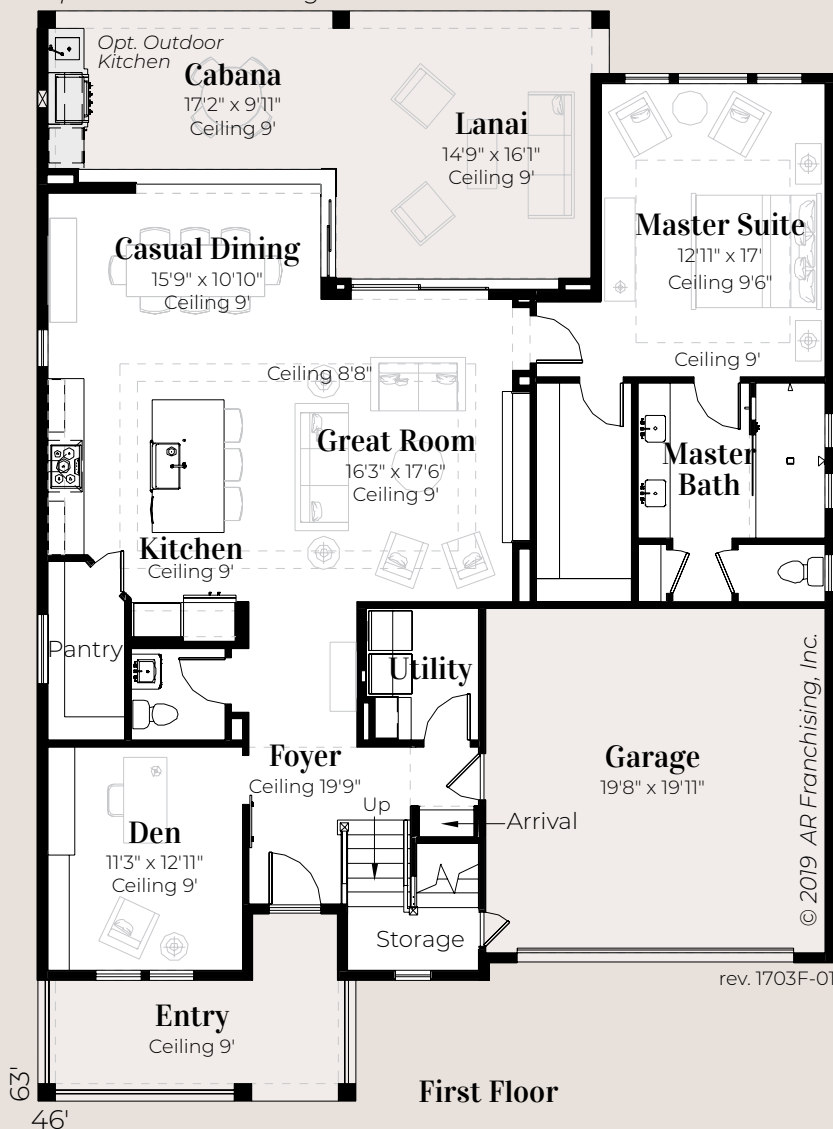 Opt. Outdoor
Kitchen
Cabana
17'2" x 9'11"
Ceiling 9'
Lanai
14'9" x 16'1"
Ceiling 9'
Master Suite
12'11" x 17'
Ceiling 9'6"
Ceiling 9'
Casual Dining
15'9" x 10'10"
Ceiling 9'
Ceiling 8'8"
Great Room
16'3" x 17'6"
Ceiling 9'
Master
Bath
Kitchen
Ceiling 9'
Pantry
Utility
Foyer
Ceiling 19'9"
Up
Garage
19'8" x 19'11"
Arrival
Den
11'3" x 12'11"
Ceiling 9'
Storage
© 2019 AR Franchising, Inc.
rev. 1703F-01
Entry
Ceiling 9'
First Floor
63'
46'